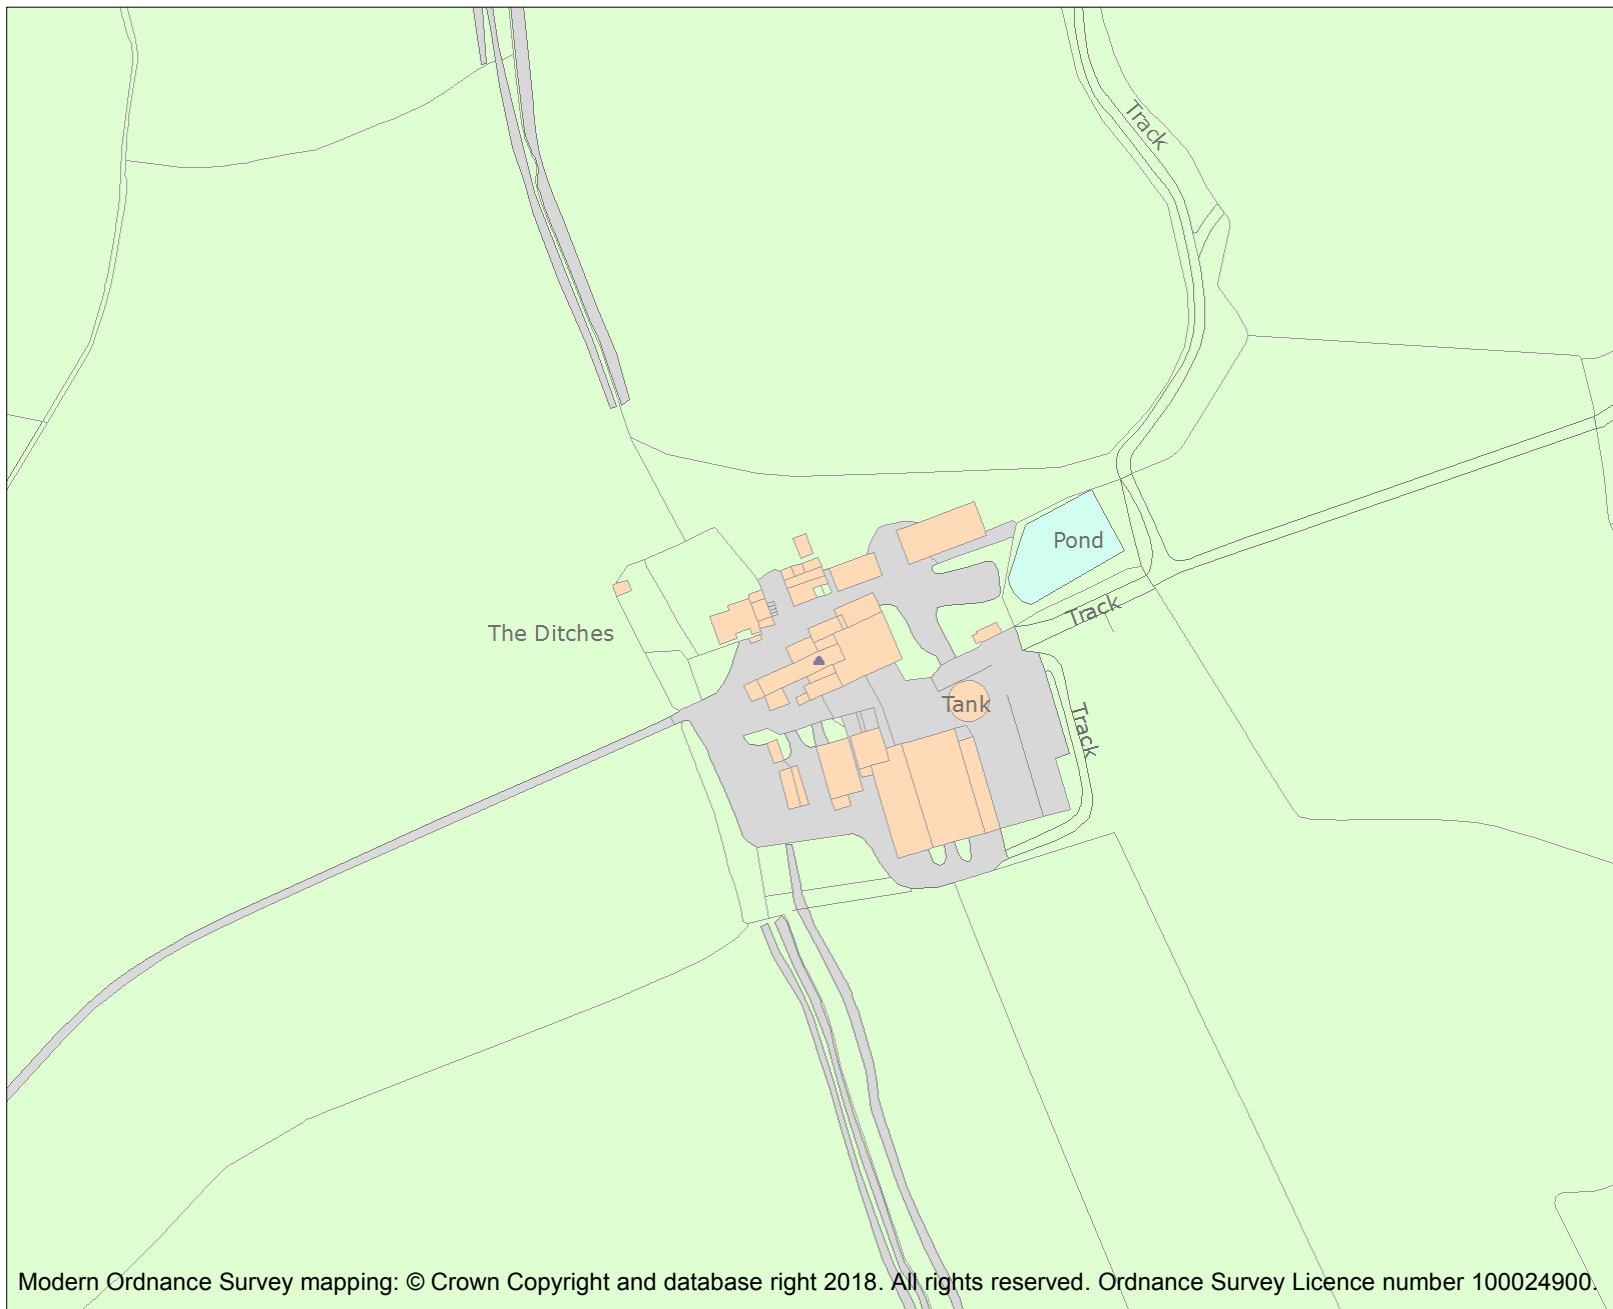 Track
Pond
Track
The Ditches
Tank
Track
Modern Ordnance Survey mapping: © Crown Copyright and database right 2018. All rights reserved. Ordnance Survey Licence number 100024900.